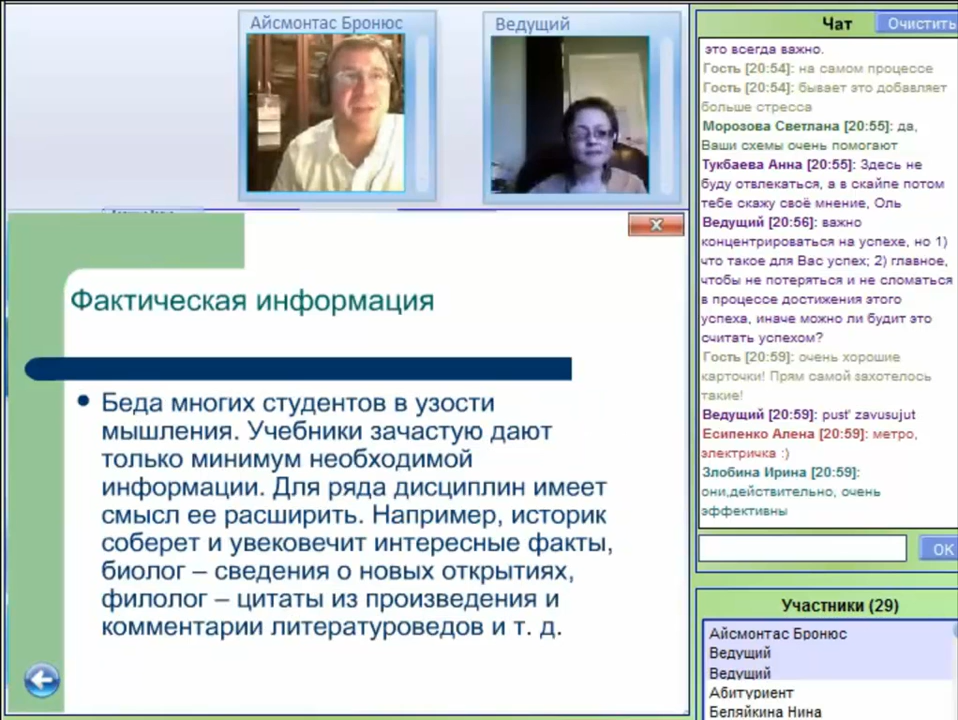 Айсмонтас Бронюс
Ведущий
Фактическая информация
Беда многих студентов в узости
мышления. Учебники зачастую дают
только минимум необходимой
информации. Для ряда дисциплин имеет
смысл ее расширить. Например, историк
соберет и увековечит интересные факты,
биолог – сведения о новых открытиях,
филолог – цитаты из произведения и
комментарии литературоведов и т. д.
Чат
Очистить
это всегда важно.
Гость [20:54]: на самом процессе
Гость [20:54]: бывает это добавляет
больше стресса
Морозова Светлана [20:55]: да,
Ваши схемы очень помогают
Тукбаева Анна [20:55]: Здесь не
буду отвлекаться, а в скайпе потом
тебе скажу своё мнение, Оль
Ведущий [20:56]: важно
концентрироваться на успехе, но 1)
что такое для Вас успех; 2) главное,
чтобы не потеряться и не сломаться
в процессе достижения этого
успеха, иначе можно ли будит это
считать успехом?
Гость [20:59]: очень хорошие
карточки! Прям самой захотелось
такие!
Ведущий [20:59]: pust' zavusujut
Есипенко Алена [20:59]: метро,
электричка :)
Злобина Ирина [20:59]:
они,действительно, очень
эффективны
ОК
Участники (29)
Айсмонтас Бронюс
Ведущий
Ведущий
Абитуриент
Беляйкина Нина